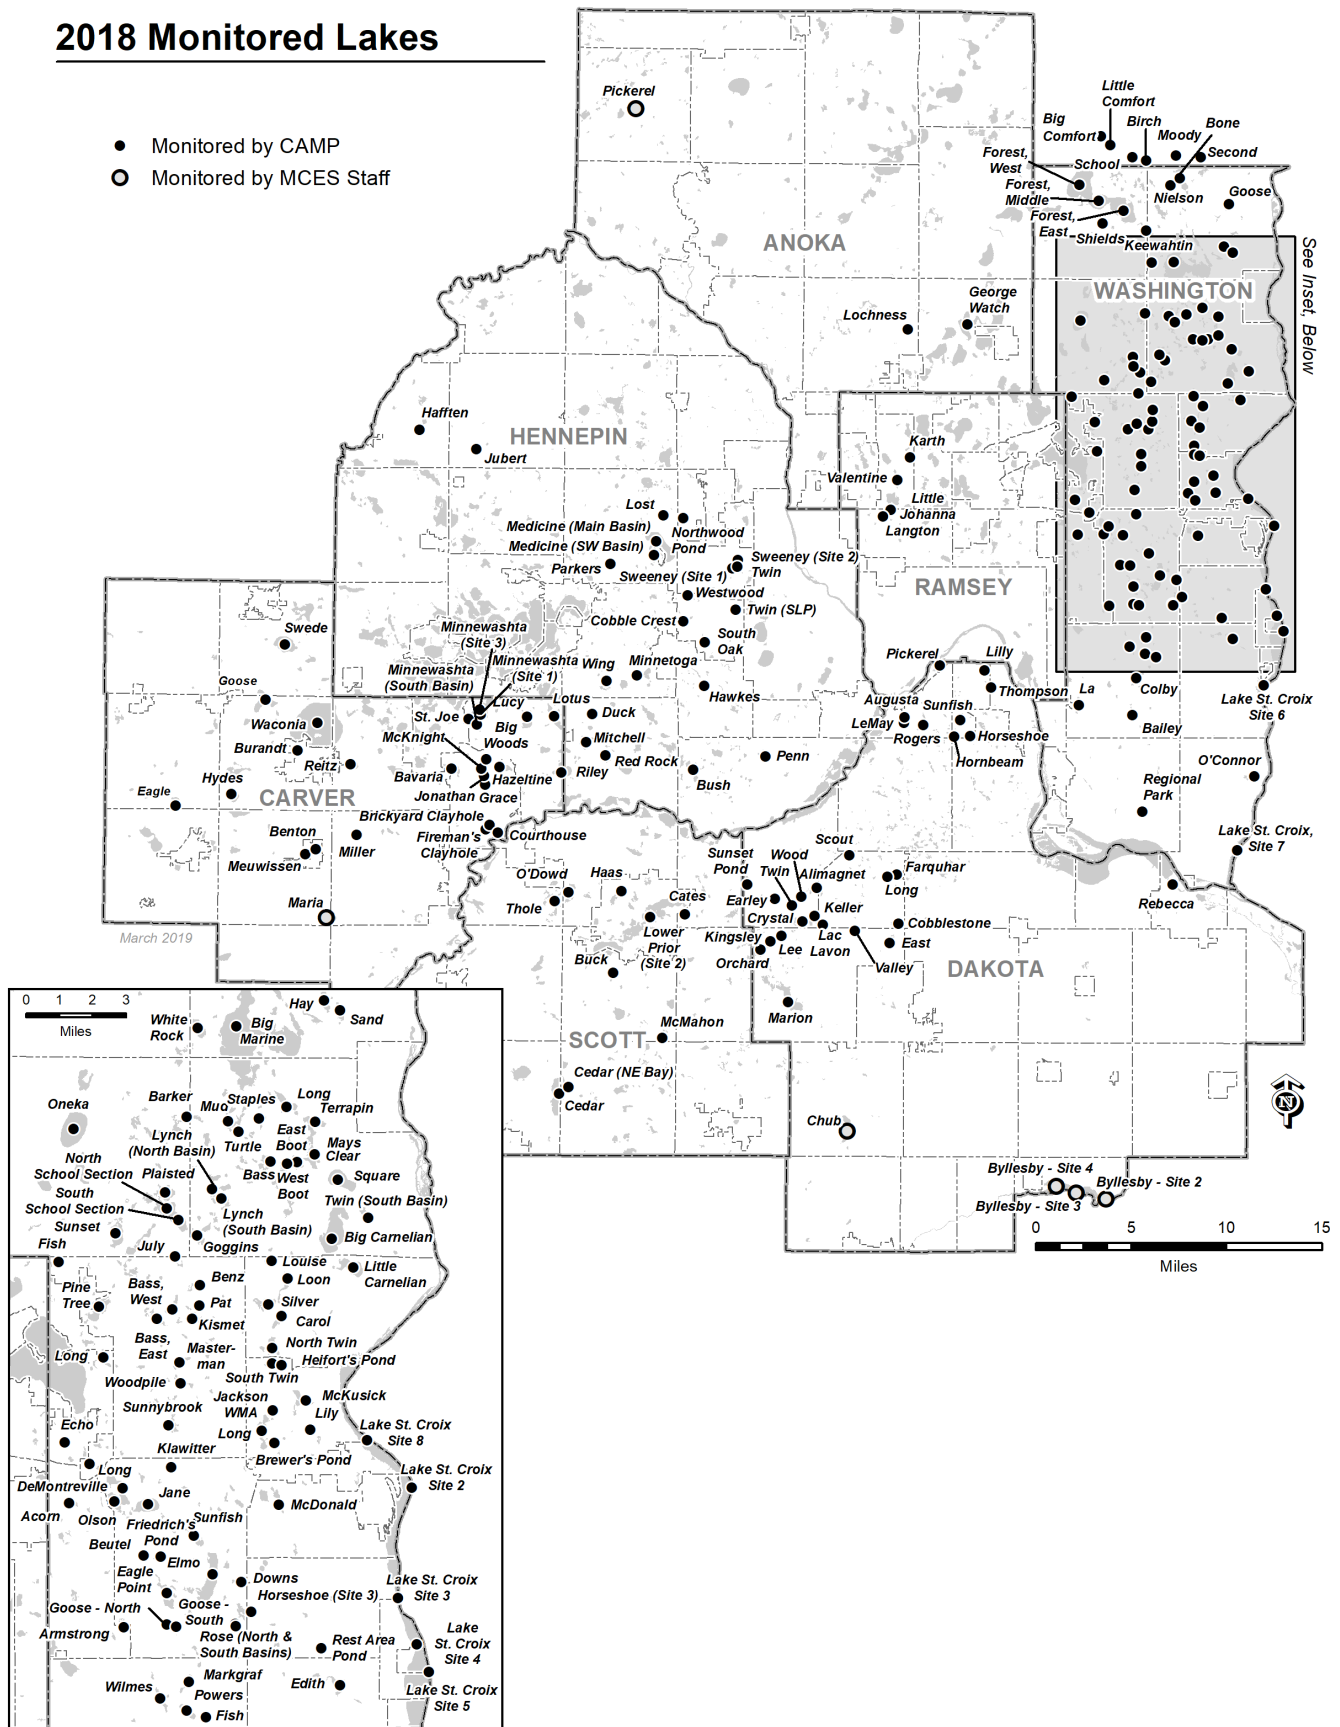 2018 Monitored Lakes
Monitored by CAMP
Monitored by MCES Staff
Pickerel
ANOKA
Lochness
George
Watch
Little
Comfort
Big
Comfort
Birch
Moody
Bone
Second
School
Forest,
West
Forest,
Middle
Forest,
East
Nielson
Goose
Shields
Keewahtin
WASHINGTON
See Inset, Below
Hafften
HENNEPIN
Jubert
Karth
Valentine
Little
Johanna
Langton
Lost
Northwood
Pond
Medicine (Main Basin)
Medicine (SW Basin)
Parkers
Sweeney (Site 2)
Twin
Sweeney (Site 1)
Westwood
Twin (SLP)
Cobble Crest
South
Oak
RAMSEY
Minnewashta
(Site 3)
Minnewashta
(Site 1)
Minnewashta
(South Basin)
Wing
Minnetoga
Hawkes
Swede
Goose
Waconia
Burandt
Reitz
Hydes
Eagle
CARVER
St. Joe
Lucy
Lotus
Big
Woods
McKnight
Bavaria
Hazeltine
Jonathan
Grace
Duck
Mitchell
Red Rock
Riley
Bush
Penn
Brickyard Clayhole
Fireman's
Clayhole
Courthouse
Benton
Meuwissen
Miller
Maria
March 2019
Pickerel
Lilly
Thompson
Augusta
LeMay
Sunfish
Rogers
Horseshoe
Hornbeam
La
Colby
Bailey
Lake St. Croix
Site 6
O'Connor
Regional
Park
Lake St. Croix,
Site 7
Rebecca
O'Dowd
Thole
Haas
Cates
Lower
Prior
(Site 2)
Buck
McMahon
SCOTT
Cedar (NE Bay)
Cedar
Sunset
Pond
Wood
Twin
Scout
Alimagnet
Farquhar
Long
Earley
Crystal
Keller
Cobblestone
Kingsley
Lee
Lac
Lavon
East
Orchard
Valley
DAKOTA
Marion
Chub
N
Byllesby - Site 4
Byllesby - Site 2
Byllesby - Site 3
0 5 10 15
Miles
0 1 2 3
Miles
Hay
Sand
White
Rock
Big
Marine
Oneka
Barker
Mud
Staples
Long
Terrapin
Turtle
East
Boot
Mays
Clear
Lynch
(North Basin)
North
School Section
Plaisted
Bass
West
Boot
Square
South
School Section
Lynch
(South Basin)
Twin (South Basin)
Sunset
Big Carnelian
Fish
July
Goggins
Louise
Little
Carnelian
Benz
Loon
Pine
Tree
Bass,
West
Pat
Silver
Kismet
Carol
Bass,
East
Master-
man
North Twin
Heifort's Pond
Long
South Twin
Woodpile
Jackson
WMA
McKusick
Sunnybrook
Lily
Echo
Long
Lake St. Croix
Site 8
Klawitter
Brewer's Pond
Long
DeMontreville
Lake St. Croix
Site 2
Jane
McDonald
Acorn
Olson
Friedrich's
Pond
Sunfish
Beutel
Elmo
Eagle
Point
Downs
Lake St. Croix
Site 3
Horseshoe (Site 3)
Goose - North
Goose -
South
Armstrong
Rose (North &
South Basins)
Rest Area
Pond
Lake
St. Croix
Site 4
Markgraf
Wilmes
Powers
Edith
Lake St. Croix
Site 5
Fish